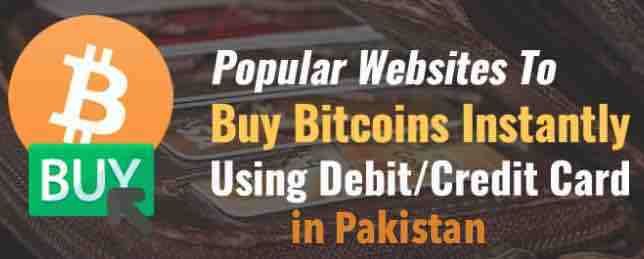 BUY
Popular Websites To
Buy Bitcoins Instantly
Using Debit/Credit Card
in Pakistan